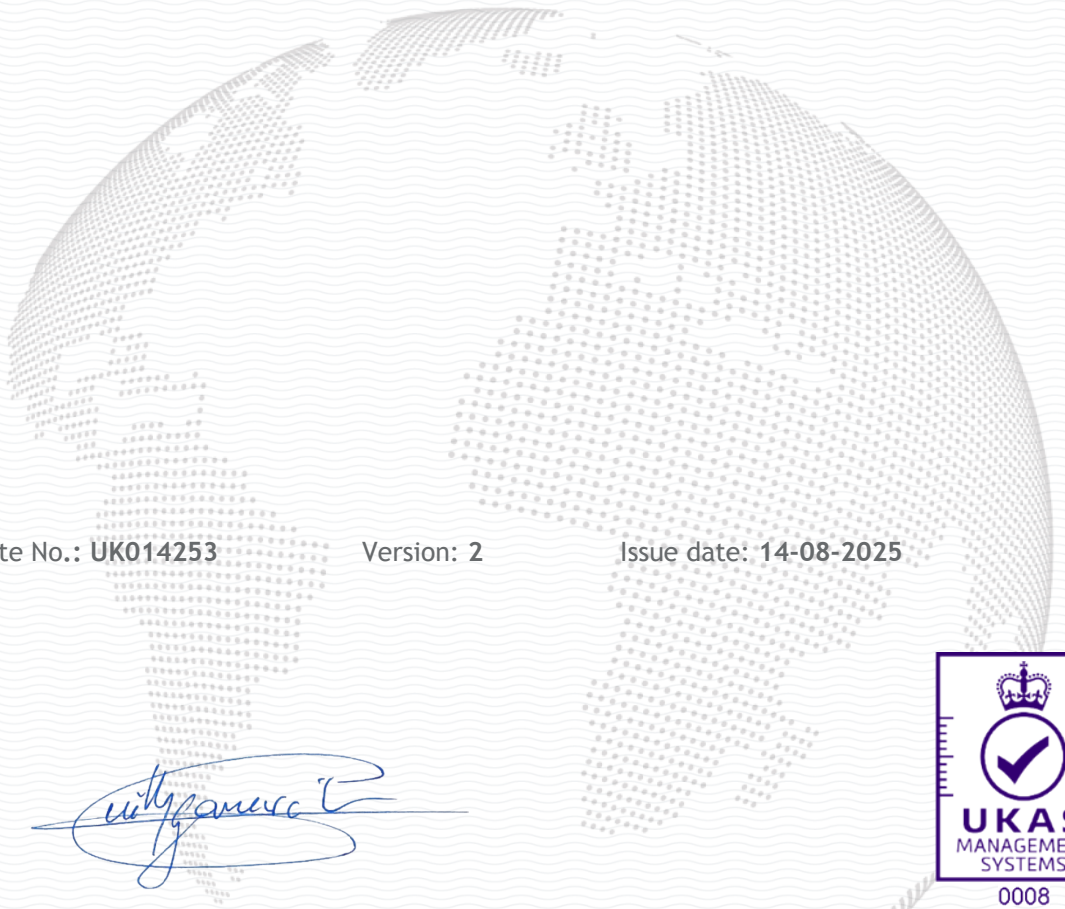 te No.: UK014253 Version: 2 Issue date: 14-08-2025
UKAS
MANAGEME
SYSTEMS
0008